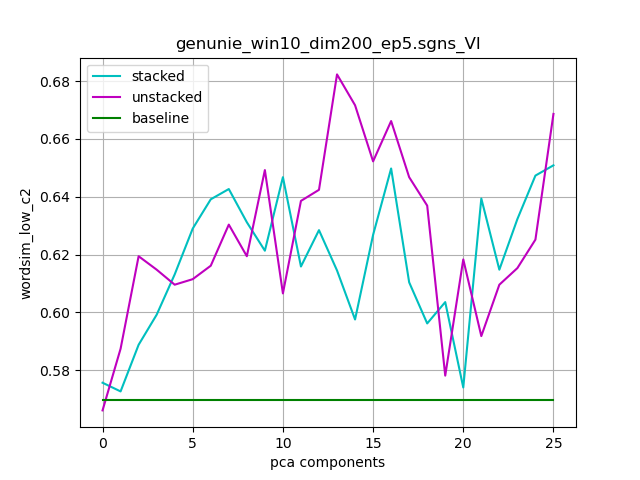 genunie_win10_dim200_ep5.sgns_VI
stacked
unstacked
baseline
0.68
0.66
0.64
0.62
0.60
0.58
wordsim_low_c2
0
5
10
15
20
25
pca components